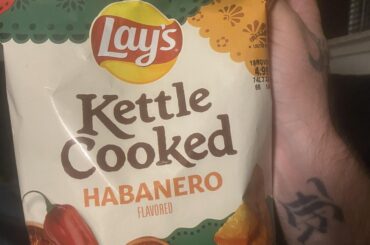 Lay's
Kettle
Cooked
HABANERO
FLAVORED